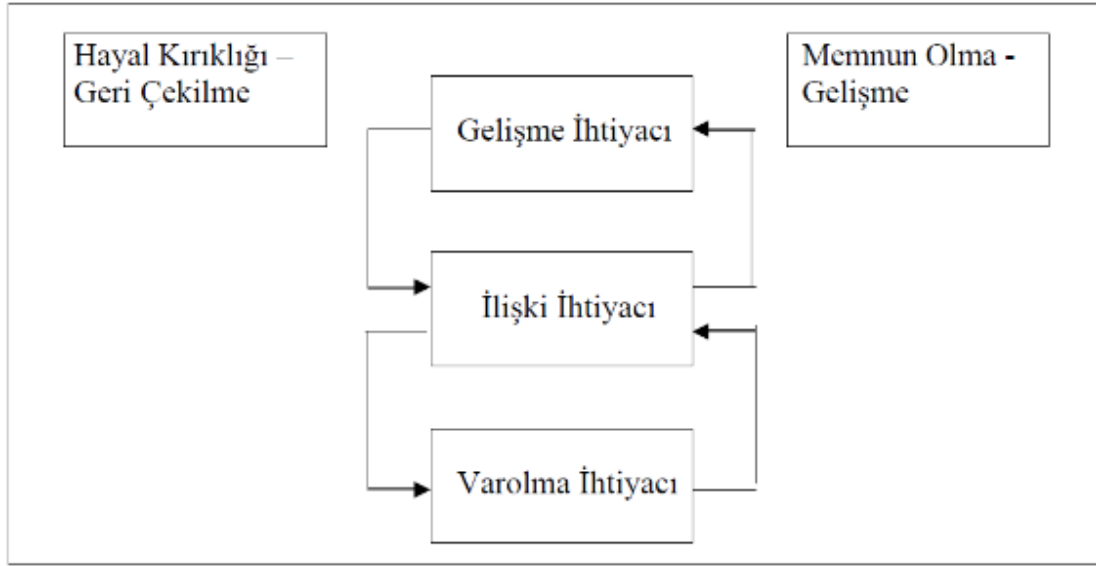 Hayal Kırıklığı –
Geri Çekilme
Memnun Olma -
Gelişme
Gelişme İhtiyacı
İlişki İhtiyacı
Varolma İhtiyacı